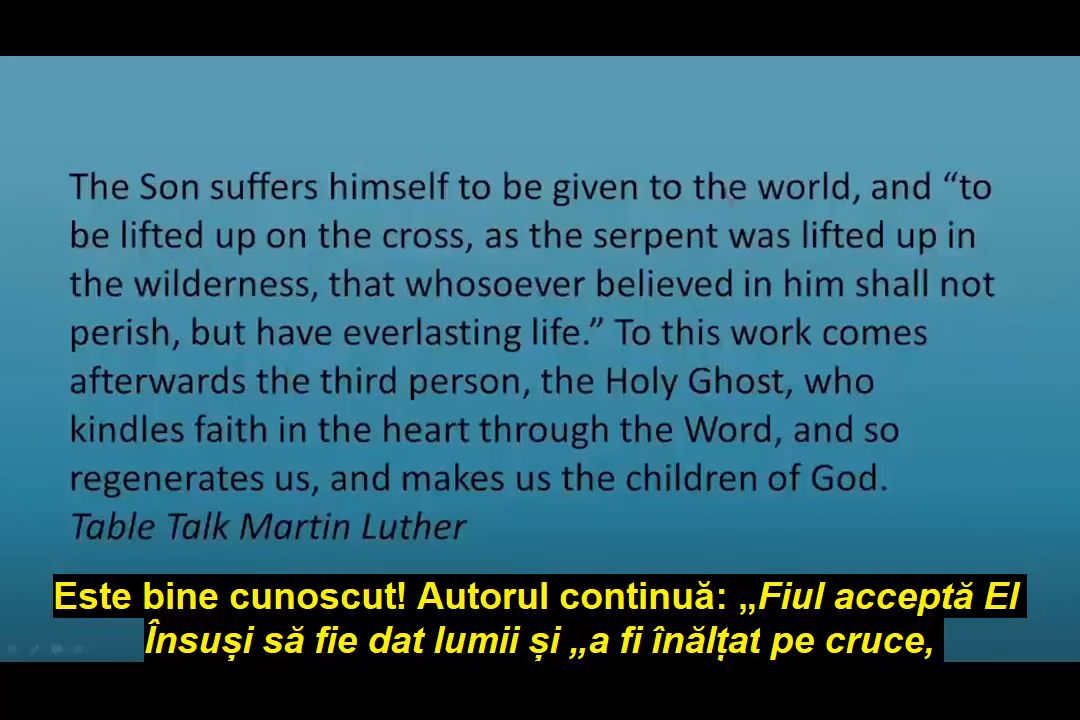 The Son suffers himself to be given to the world, and “to
be lifted up on the cross, as the serpent was lifted up in
the wilderness, that whosoever believed in him shall not
perish, but have everlasting life.” To this work comes
afterwards the third person, the Holy Ghost, who
kindles faith in the heart through the Word, and so
regenerates us, and makes us the children of God.
Table Talk Martin Luther
Este bine cunoscut! Autorul continuă: „Fiul acceptă El
Însuși să fie dat lumii și „a fi înălțat pe cruce,